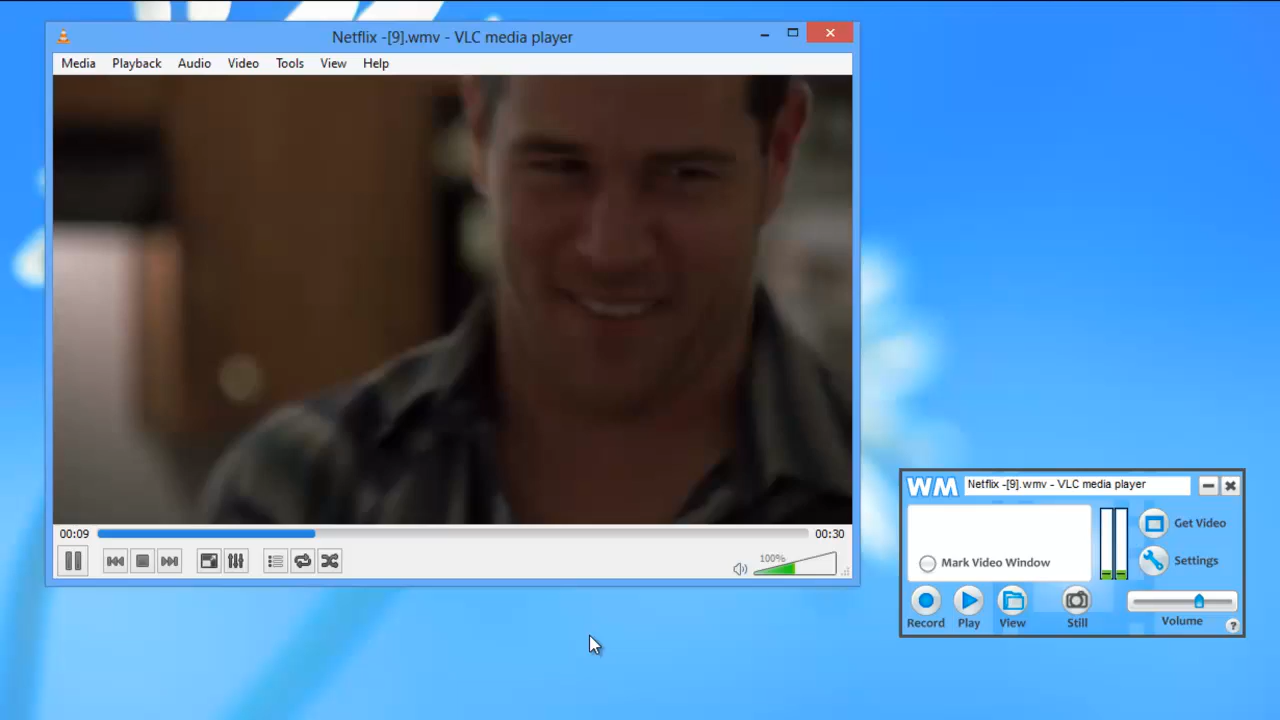 Netflix -[9].wmv - VLC media player
Media Playback Audio Video Tools View Help
00:09 00:30
100%
WM Netflix -[9].wmv - VLC media player
Get Video
Mark Video Window
Settings
Record Play View Still Volume ?